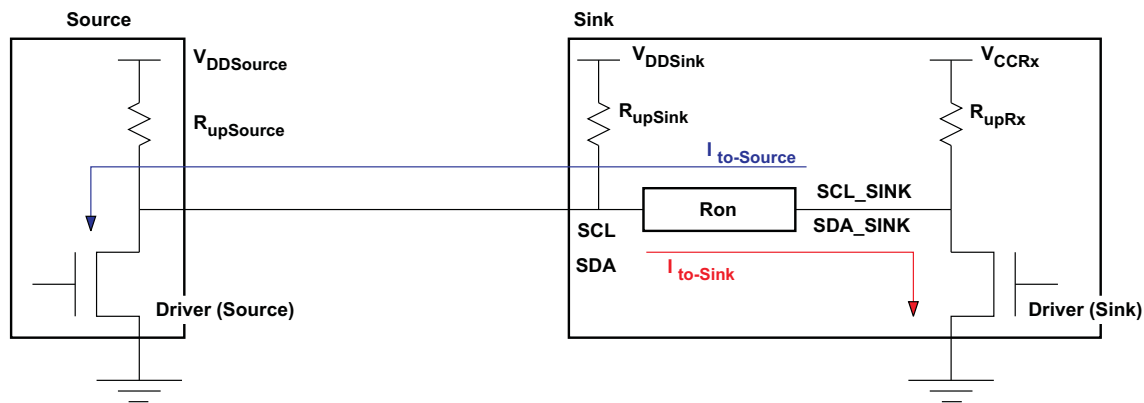 Source
Sink
VDDSource
VDDSink
VCCRx
RupSource
RupSink
RupRx
I to-Source
Ron
SCL_SINK
SDA_SINK
SCL
SDA
I to-Sink
Driver (Source)
Driver (Sink)